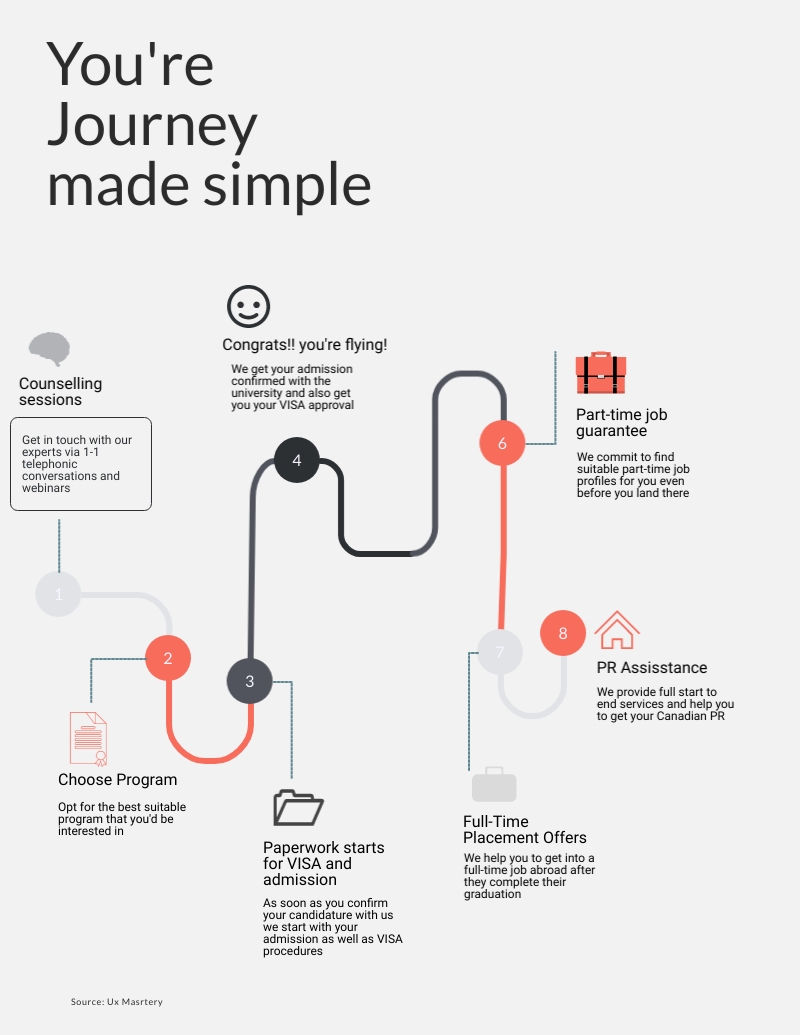 You're
Journey
made simple
Counselling
sessions
Get in touch with our
experts via 1-1
telephonic
conversations and
webinars
1
2
Choose Program
Opt for the best suitable
program that you'd be
interested in
3
Paperwork starts
for VISA and
admission
As soon as you confirm
your candidature with us
we start with your
admission as well as VISA
procedures
Congrats!! you're flying!
We get your admission
confirmed with the
university and also get
you your VISA approval
4
6
Part-time job
guarantee
We commit to find
suitable part-time job
profiles for you even
before you land there
7
Full-Time
Placement Offers
We help you to get into a
full-time job abroad after
they complete their
graduation
8
PR Assisstance
We provide full start to
end services and help you
to get your Canadian PR
Source: Ux Masrtery